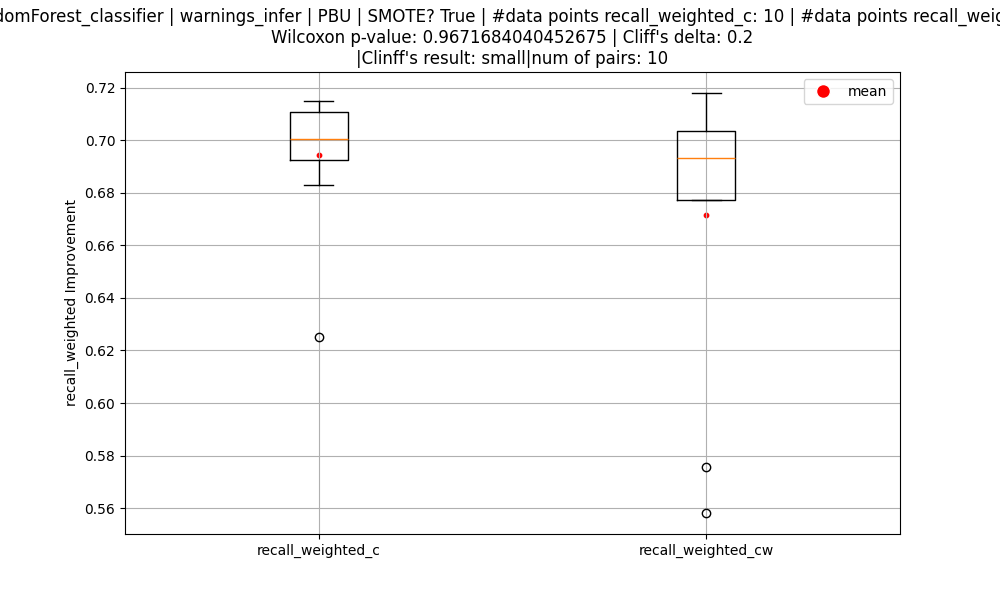 domForest_classifier | warnings_infer | PBU | SMOTE? True | #data points recall_weighted_c: 10 | #data points recall_weig
Wilcoxon p-value: 0.9671684040452675 | Cliff's delta: 0.2
|Clinff's result: small|num of pairs: 10
mean
recall_weighted Improvement
0.72
0.70
0.68
0.66
0.64
0.62
0.60
0.58
0.56
recall_weighted_c
recall_weighted_cw